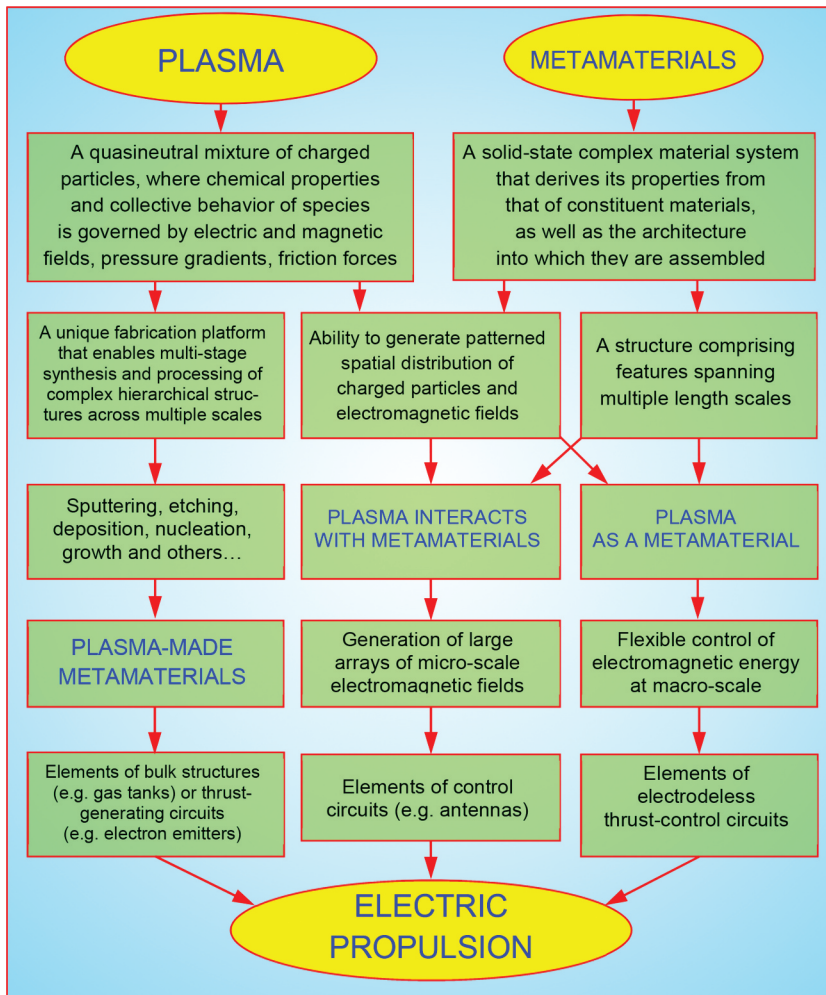 PLASMA
METAMATERIALS
A quasineutral mixture of charged
particles, where chemical properties
and collective behavior of species
is governed by electric and magnetic
fields, pressure gradients, friction forces
A solid-state complex material system
that derives its properties from
that of constituent materials,
as well as the architecture
into which they are assembled
A unique fabrication platform
that enables multi-stage
synthesis and processing of
complex hierarchical struc-
tures across multiple scales
Ability to generate patterned
spatial distribution of
charged particles and
electromagnetic fields
A structure comprising
features spanning
multiple length scales
Sputtering, etching,
deposition, nucleation,
growth and others…
PLASMA INTERACTS
WITH METAMATERIALS
PLASMA
AS A METAMATERIAL
PLASMA-MADE
METAMATERIALS
Generation of large
arrays of micro-scale
electromagnetic fields
Flexible control of
electromagnetic energy
at macro-scale
Elements of bulk structures
(e.g. gas tanks) or thrust-
generating circuits
(e.g. electron emitters)
Elements of control
circuits (e.g. antennas)
Elements of
electrodeless
thrust-control circuits
ELECTRIC
PROPULSION